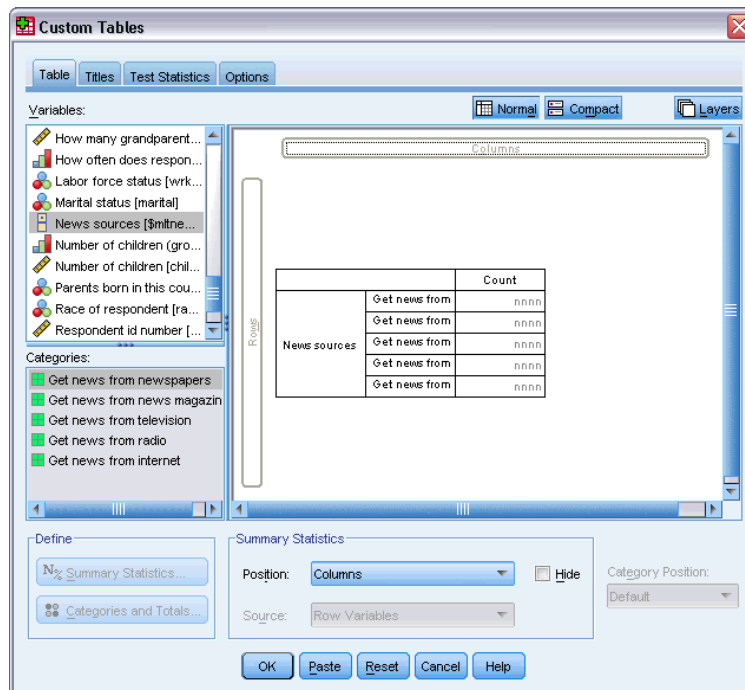 Custom Tables
Table Titles Test Statistics Options
Variables:
Normal Compact Layers
How many grandparent...
How often does respon...
Labor force status [wrk...
Marital status [marital]
News sources [$mltne...
Number of children (gro...
Number of children [chil...
Parents born in this cou...
Race of respondent [ra...
Respondent id number [...
Categories:
Get news from newspapers
Get news from news magazin
Get news from television
Get news from radio
Get news from internet
Columns
Rows
Count
News sources
Get news from nnnn
Get news from nnnn
Get news from nnnn
Get news from nnnn
Get news from nnnn
Define
N% Summary Statistics...
Categories and Totals...
Summary Statistics
Position: Columns Hide
Source: Row Variables
Category Position:
Default
OK Paste Reset Cancel Help